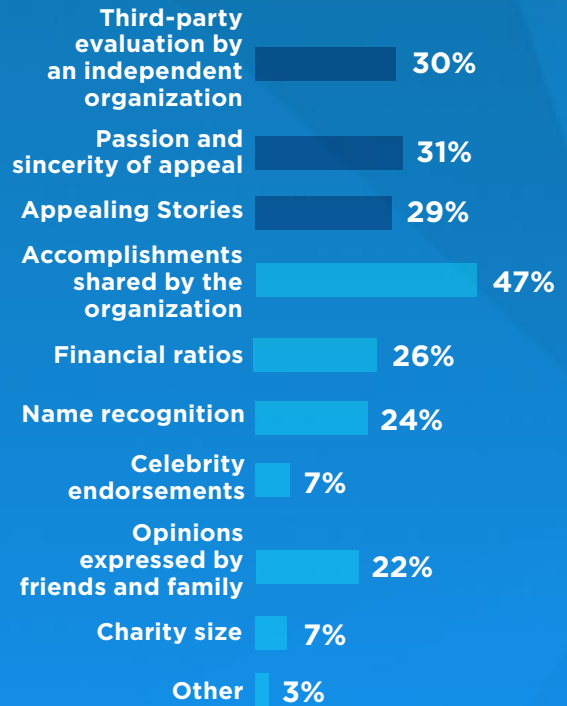 Third-party
evaluation by
an independent
organization
30%
Passion and
sincerity of appeal
31%
Appealing Stories
29%
Accomplishments
shared by the
organization
47%
Financial ratios
26%
Name recognition
24%
Celebrity
endorsements
7%
Opinions
expressed by
friends and family
22%
Charity size
7%
Other
3%